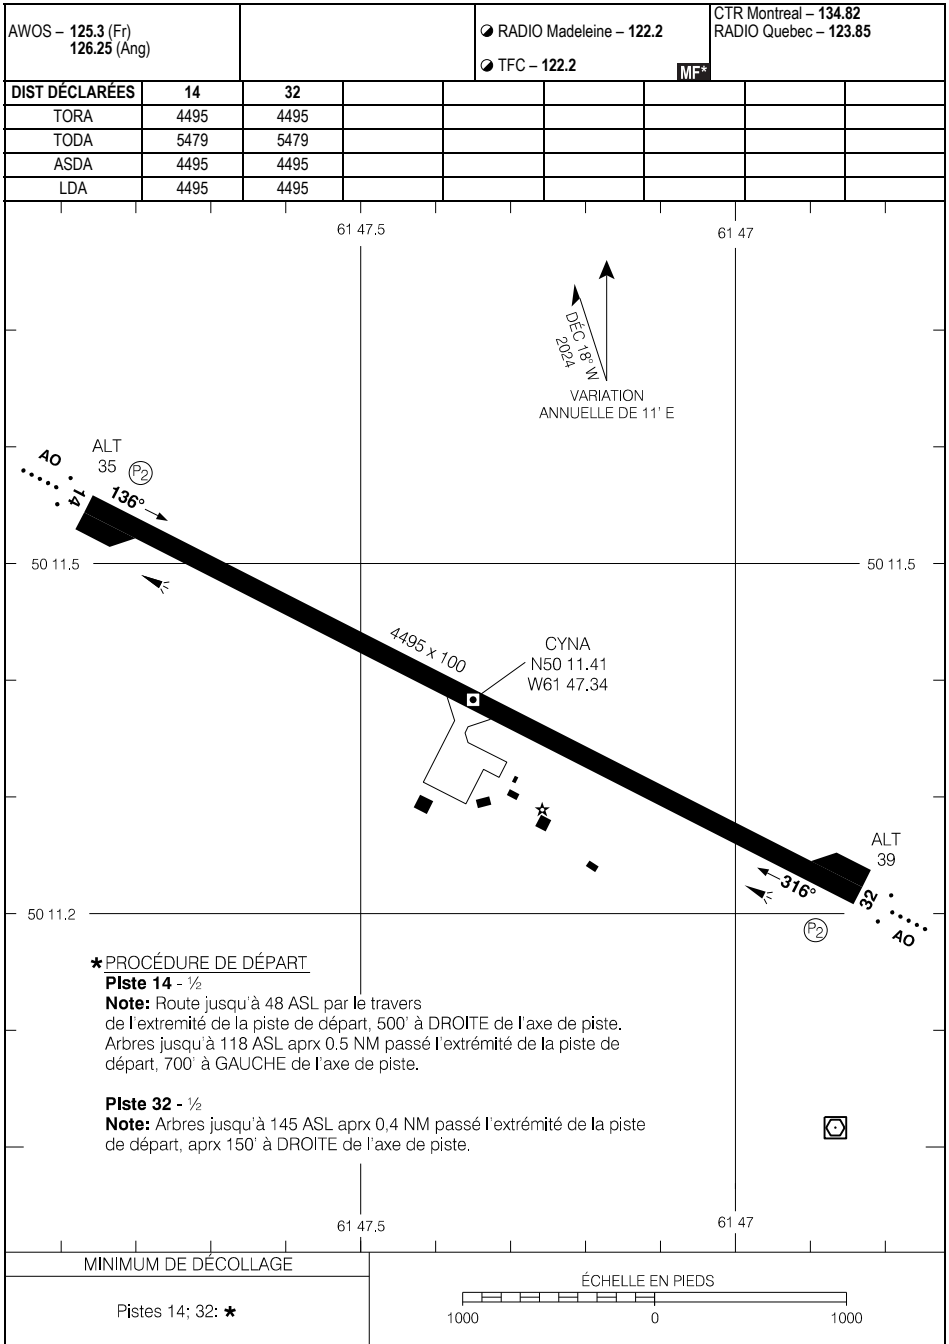 AWOS – 125.3 (Fr)
126.25 (Ang)
RADIO Madeleine – 122.2
TFC – 122.2
MF*
CTR Montreal – 134.82
RADIO Quebec – 123.85
DIST DÉCLARÉES 14 32
TORA 4495 4495
TODA 5479 5479
ASDA 4495 4495
LDA 4495 4495
61 47.5 61 47
DÉC 18° W
2024
VARIATION
ANNUELLE DE 11' E
AO
ALT
35 P2
14
136°
50 11.5 50 11.5
4495 x 100
CYNA
N50 11.41
W61 47.34
ALT
39
316°
32
P2
AO
50 11.2
*PROCÉDURE DE DÉPART
Piste 14 - ½
Note: Route jusqu'à 48 ASL par le travers
de l'extremité de la piste de départ, 500' à DROITE de l'axe de piste.
Arbres jusqu'à 118 ASL aprx 0.5 NM passé l'extrémité de la piste de
départ, 700' à GAUCHE de l'axe de piste.
Piste 32 - ½
Note: Arbres jusqu'à 145 ASL aprx 0,4 NM passé l'extrémité de la piste
de départ, aprx 150' à DROITE de l'axe de piste.
61 47.5 61 47
MINIMUM DE DÉCOLLAGE
Pistes 14; 32: *
ÉCHELLE EN PIEDS
1000 0 1000